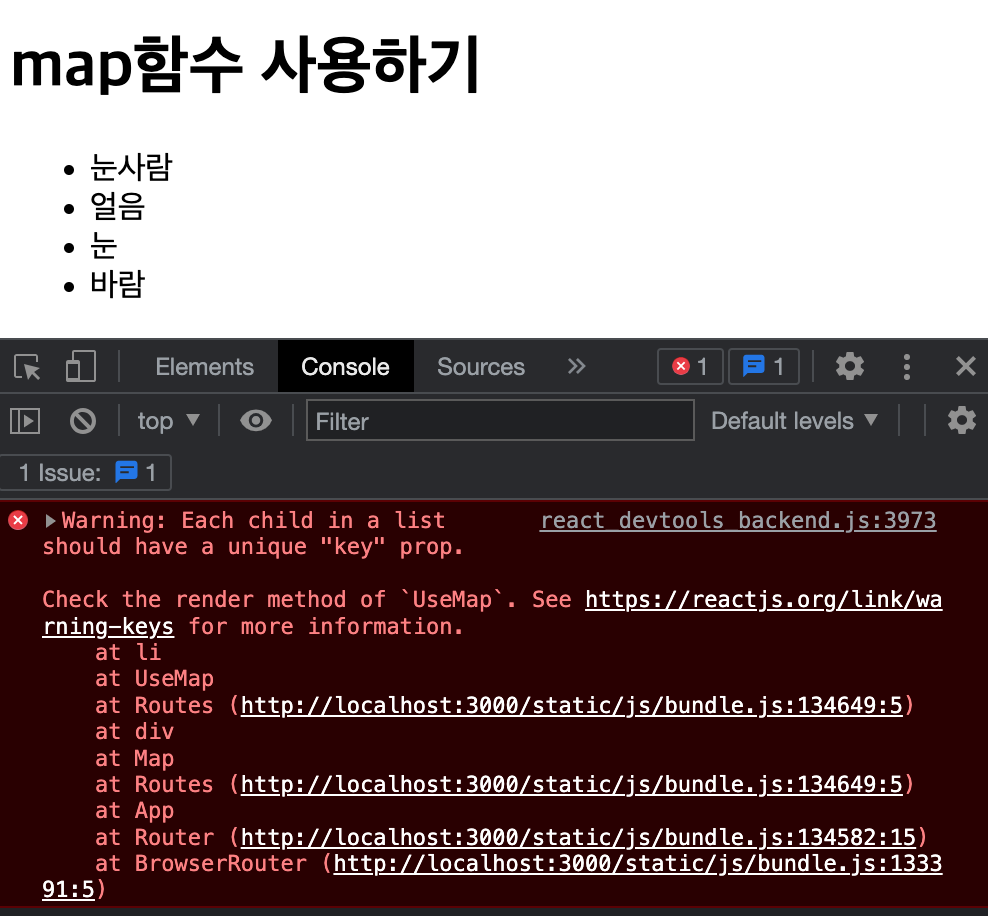 map함수 사용하기
눈사람
얼음
눈
바람
Elements Console Sources 1 1
top Filter Default levels
1 Issue: 1
Warning: Each child in a list react_devtools_backend.js:3973
should have a unique "key" prop.
Check the render method of `UseMap`. See https://reactjs.org/link/wa
rning-keys for more information.
at li
at UseMap
at Routes (http://localhost:3000/static/js/bundle.js:134649:5)
at div
at Map
at Routes (http://localhost:3000/static/js/bundle.js:134649:5)
at App
at Router (http://localhost:3000/static/js/bundle.js:134582:15)
at BrowserRouter (http://localhost:3000/static/js/bundle.js:1333
91:5)